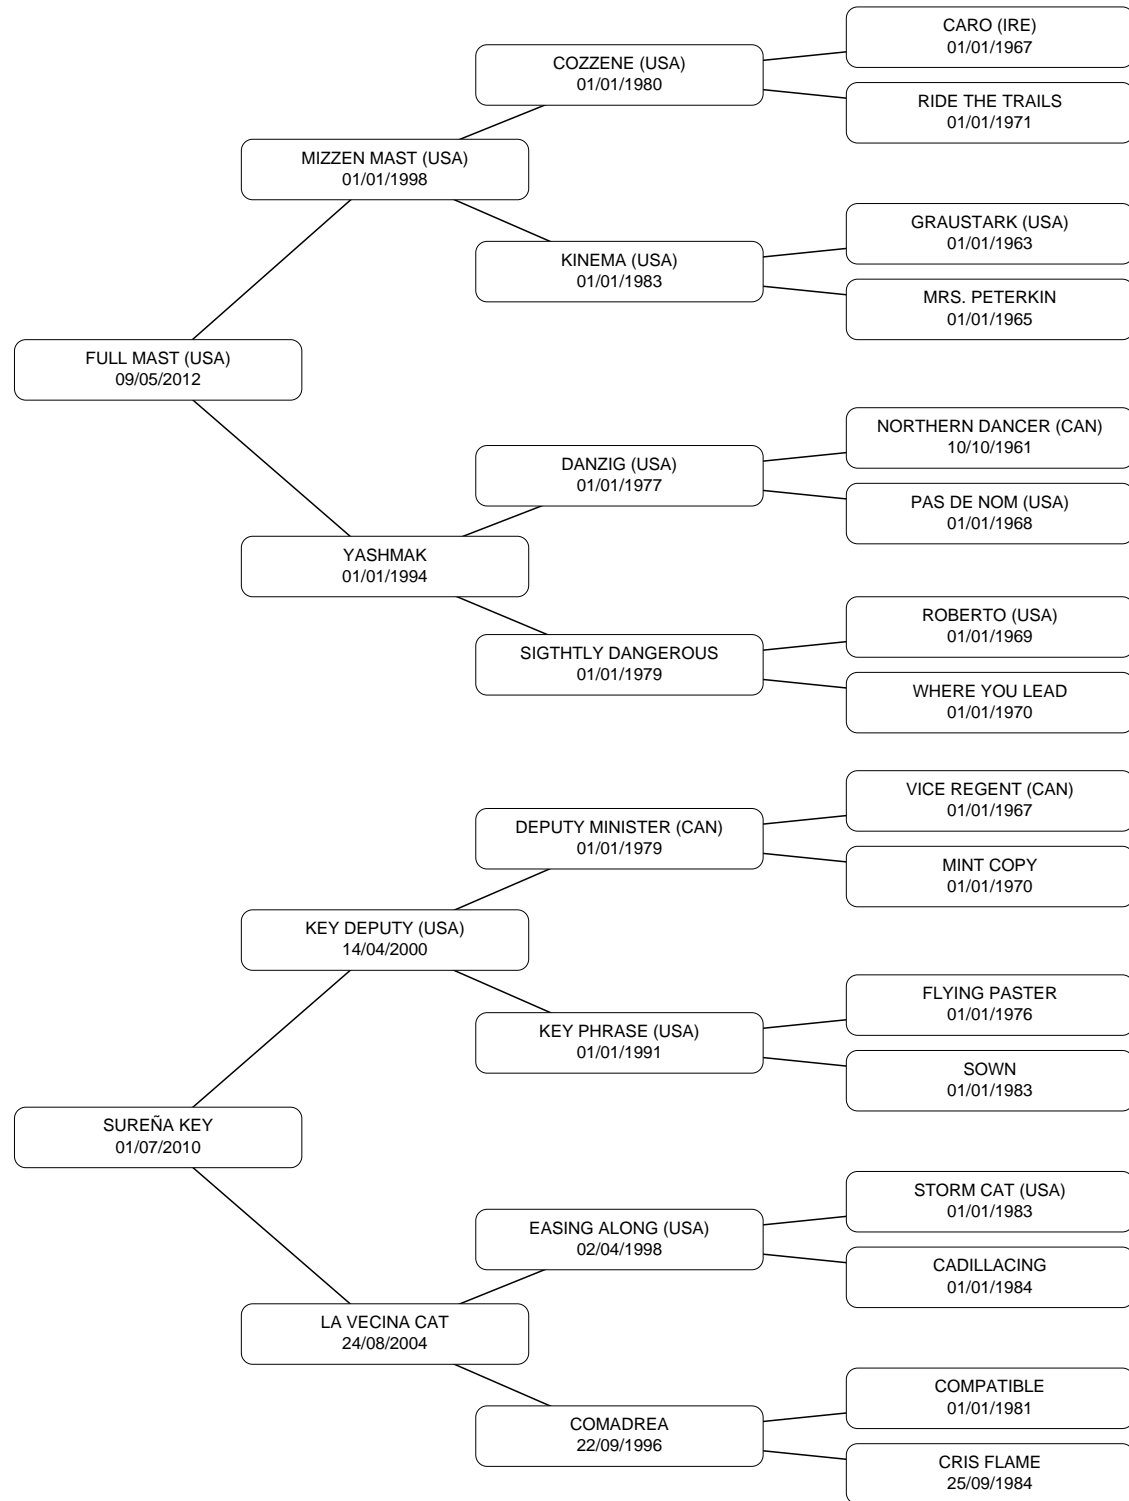 CARO (IRE)
01/01/1967
COZZENE (USA)
01/01/1980
RIDE THE TRAILS
01/01/1971
MIZZEN MAST (USA)
01/01/1998
GRAUSTARK (USA)
01/01/1963
KINEMA (USA)
01/01/1983
MRS. PETERKIN
01/01/1965
FULL MAST (USA)
09/05/2012
NORTHERN DANCER (CAN)
10/10/1961
DANZIG (USA)
01/01/1977
PAS DE NOM (USA)
01/01/1968
YASHMAK
01/01/1994
ROBERTO (USA)
01/01/1969
SIGTHTLY DANGEROUS
01/01/1979
WHERE YOU LEAD
01/01/1970
VICE REGENT (CAN)
01/01/1967
DEPUTY MINISTER (CAN)
01/01/1979
MINT COPY
01/01/1970
KEY DEPUTY (USA)
14/04/2000
FLYING PASTER
01/01/1976
KEY PHRASE (USA)
01/01/1991
SOWN
01/01/1983
SUREÑA KEY
01/07/2010
STORM CAT (USA)
01/01/1983
EASING ALONG (USA)
02/04/1998
CADILLACING
01/01/1984
LA VECINA CAT
24/08/2004
COMPATIBLE
01/01/1981
COMADREA
22/09/1996
CRIS FLAME
25/09/1984